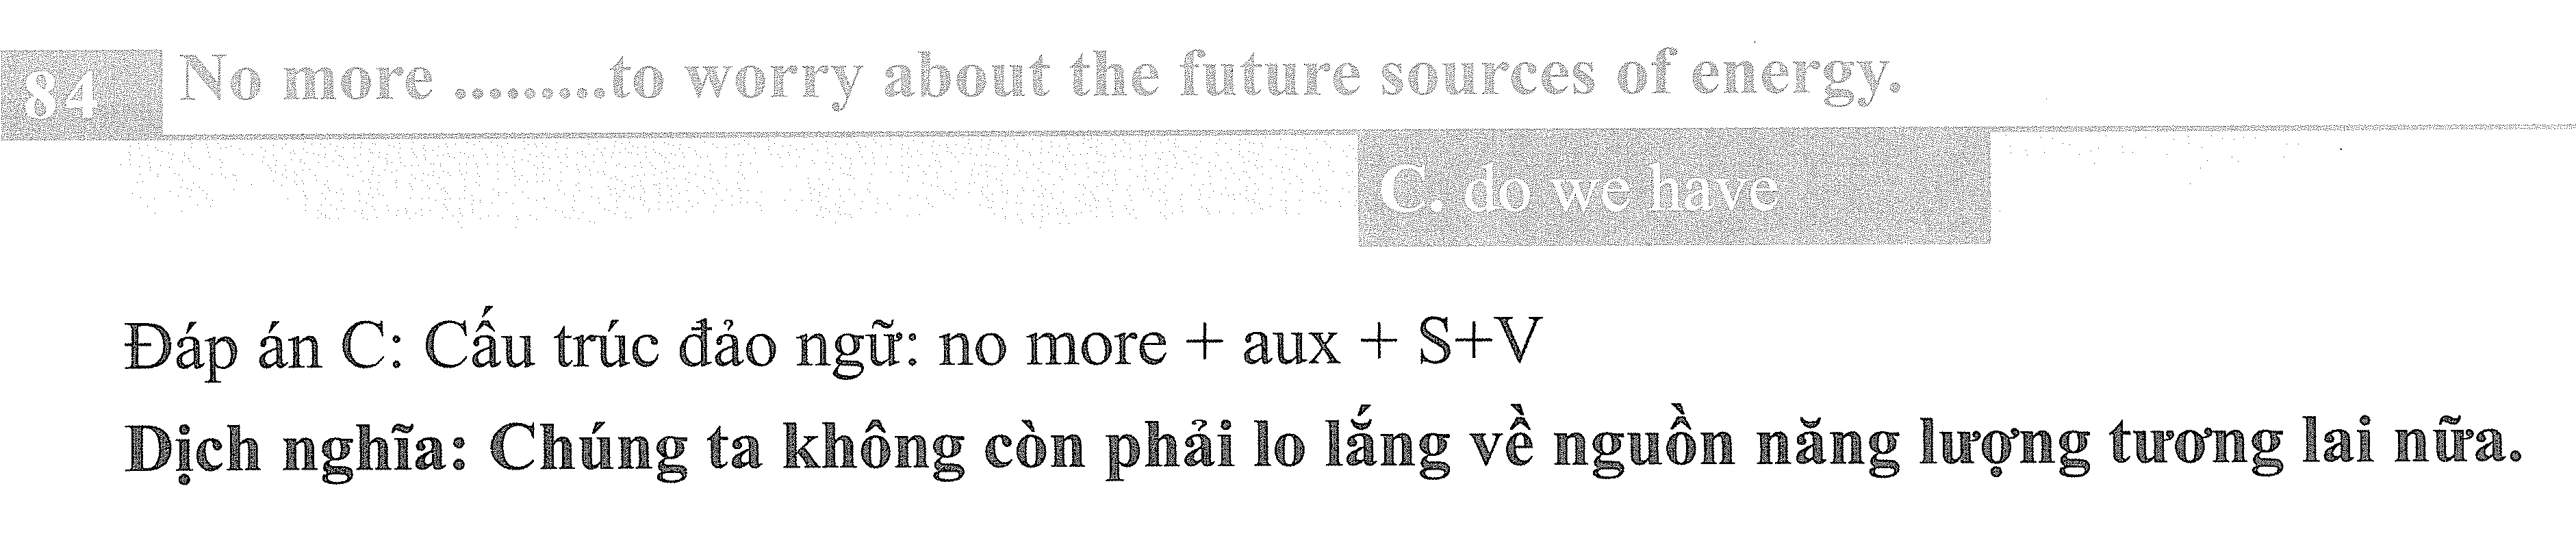 84 No more .........to worry about the future sources of energy.
C. do we have
Đáp án C: Cấu trúc đảo ngữ: no more + aux + S+V
Dịch nghĩa: Chúng ta không còn phải lo lắng về nguồn năng lượng tương lai nữa.